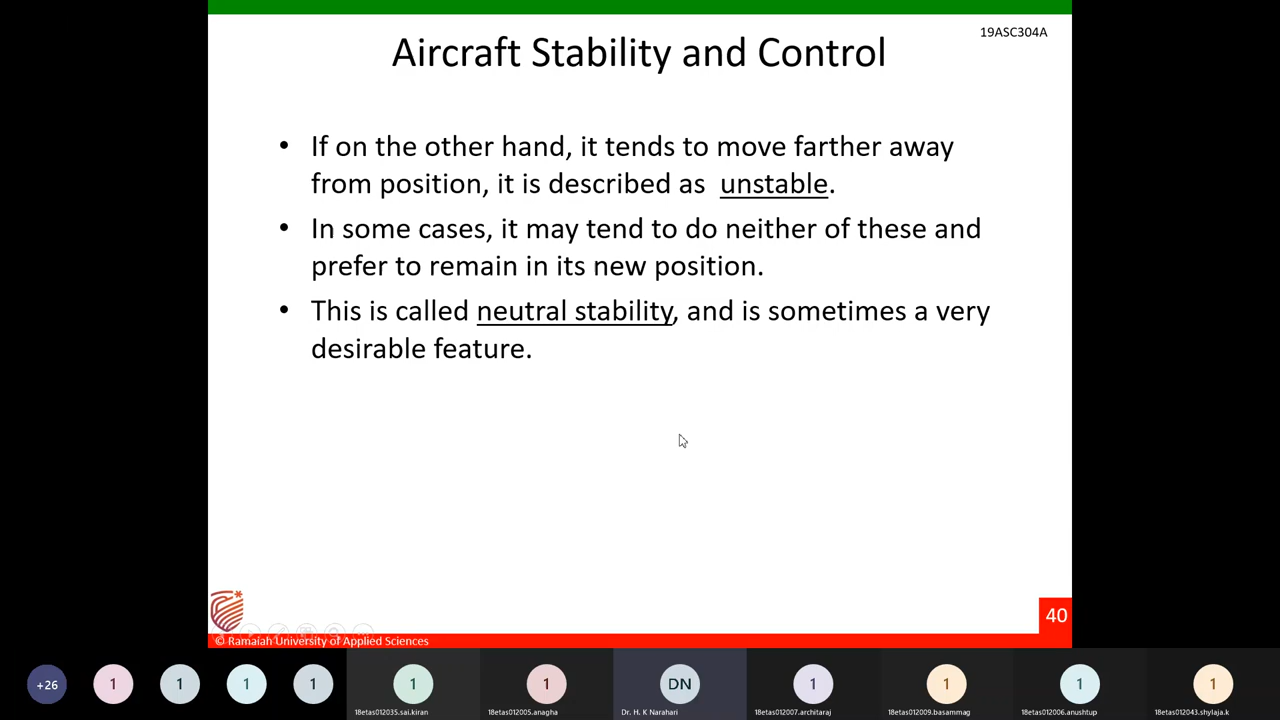 19ASC304A
Aircraft Stability and Control
• If on the other hand, it tends to move farther away
from position, it is described as unstable.
• In some cases, it may tend to do neither of these and
prefer to remain in its new position.
• This is called neutral stability, and is sometimes a very
desirable feature.
40
© Ramaiah University of Applied Sciences
+26
1
1
1
1
1
1
DN
1
1
1
1
18etas012035.sai.kiran
18etas012005.anagha
Dr. H. K Narahari
18etas012007.architaraj
18etas012009.basammag
18etas012006.anushtup
18etas012043.shylaja.k